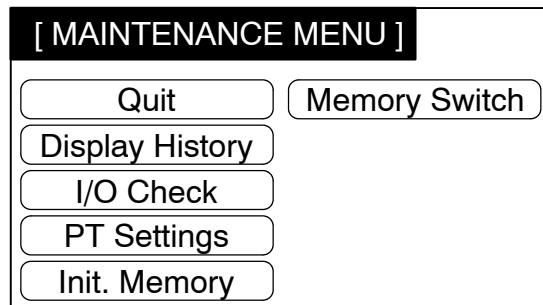 [ MAINTENANCE MENU ]
Quit Memory Switch
Display History
I/O Check
PT Settings
Init. Memory